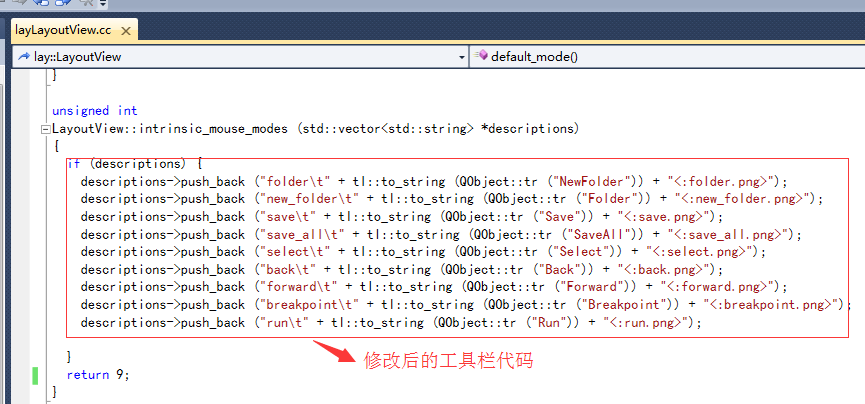 layLayoutView.cc
lay::LayoutView
default_mode()
}
unsigned int
LayoutView::intrinsic_mouse_modes (std::vector<std::string> *descriptions)
{
if (descriptions) {
descriptions->push_back ("folder\t" + tl::to_string (QObject::tr ("NewFolder")) + "<:folder.png>");
descriptions->push_back ("new_folder\t" + tl::to_string (QObject::tr ("Folder")) + "<:new_folder.png>");
descriptions->push_back ("save\t" + tl::to_string (QObject::tr ("Save")) + "<:save.png>");
descriptions->push_back ("save_all\t" + tl::to_string (QObject::tr ("SaveAll")) + "<:save_all.png>");
descriptions->push_back ("select\t" + tl::to_string (QObject::tr ("Select")) + "<:select.png>");
descriptions->push_back ("back\t" + tl::to_string (QObject::tr ("Back")) + "<:back.png>");
descriptions->push_back ("forward\t" + tl::to_string (QObject::tr ("Forward")) + "<:forward.png>");
descriptions->push_back ("breakpoint\t" + tl::to_string (QObject::tr ("Breakpoint")) + "<:breakpoint.png>");
descriptions->push_back ("run\t" + tl::to_string (QObject::tr ("Run")) + "<:run.png>");
}
修改后的工具栏代码
return 9;
}